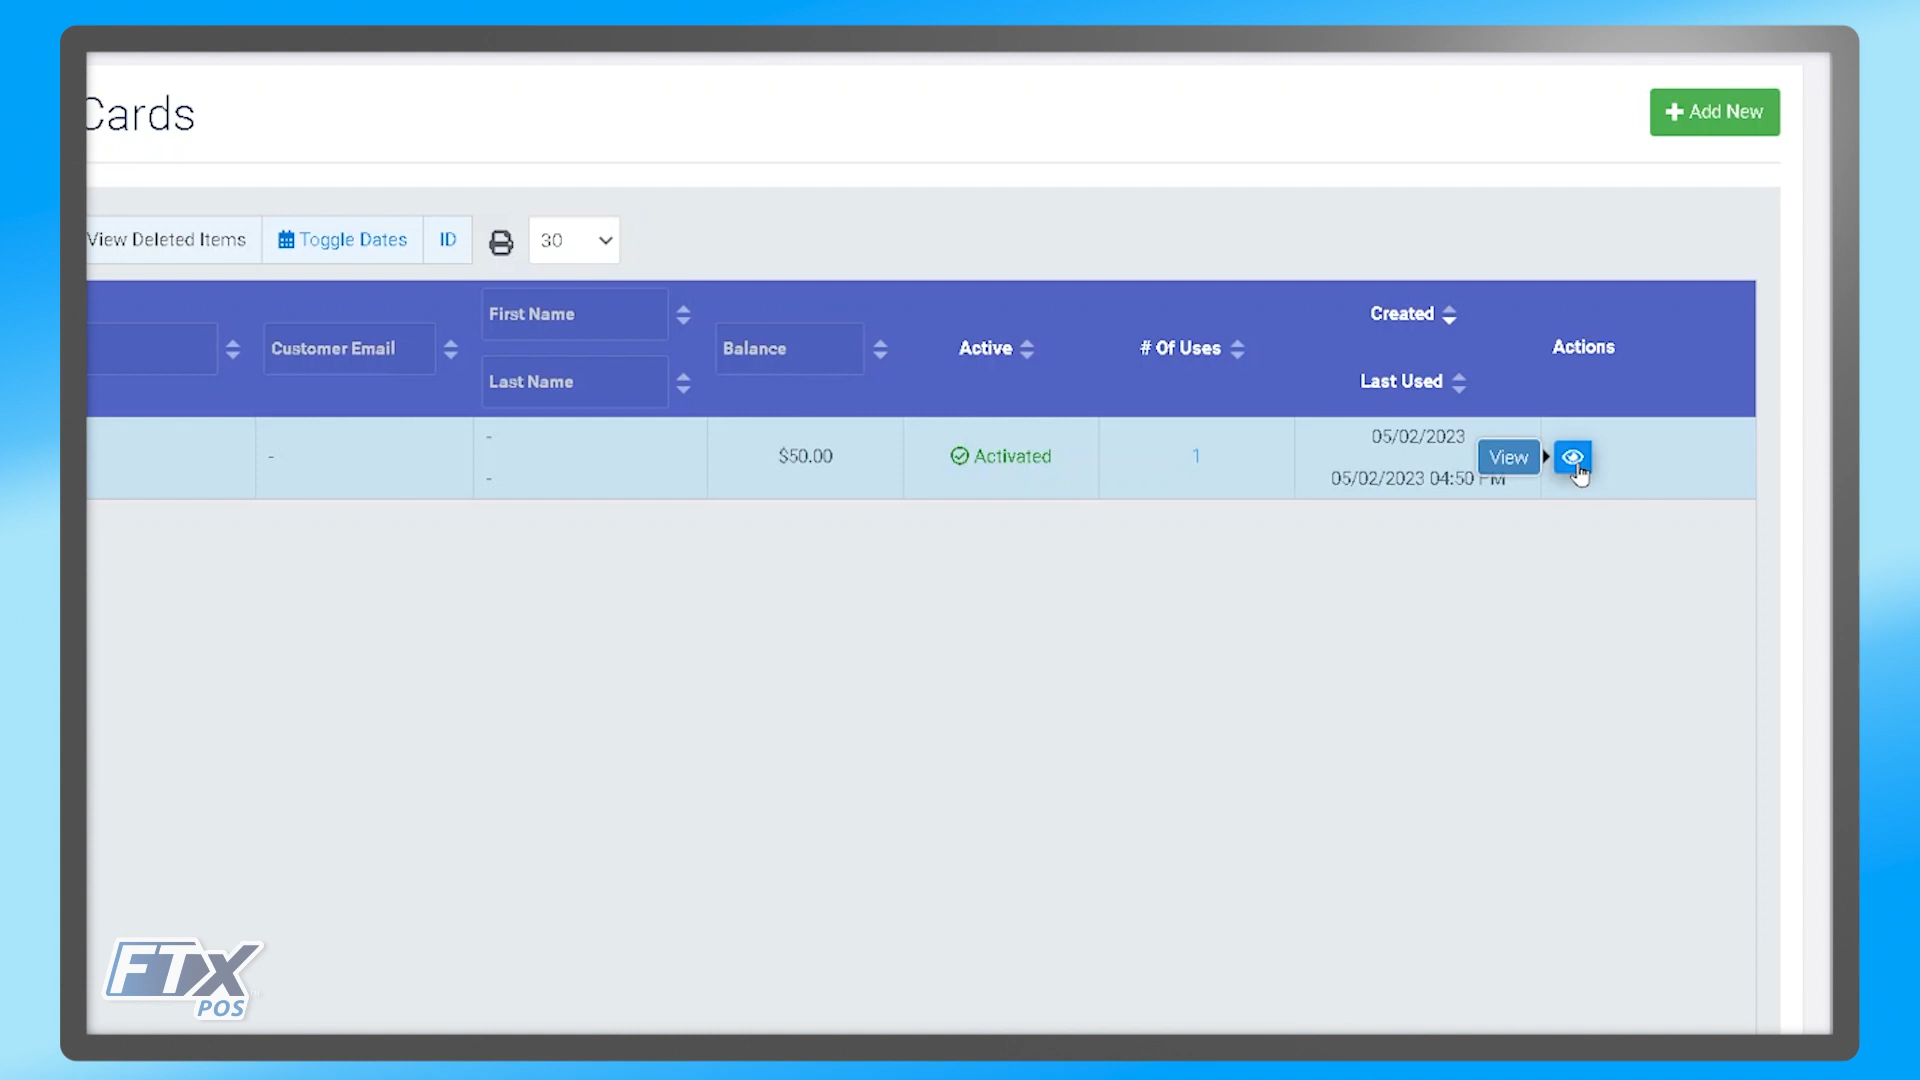 Cards
Add New
View Deleted Items
Toggle Dates
ID
30
Customer Email
First Name
Last Name
Balance
Active
# Of Uses
Created
Last Used
Actions
-
-
-
$50.00
Activated
1
05/02/2023
05/02/2023 04:50 PM
View
FTX
POS